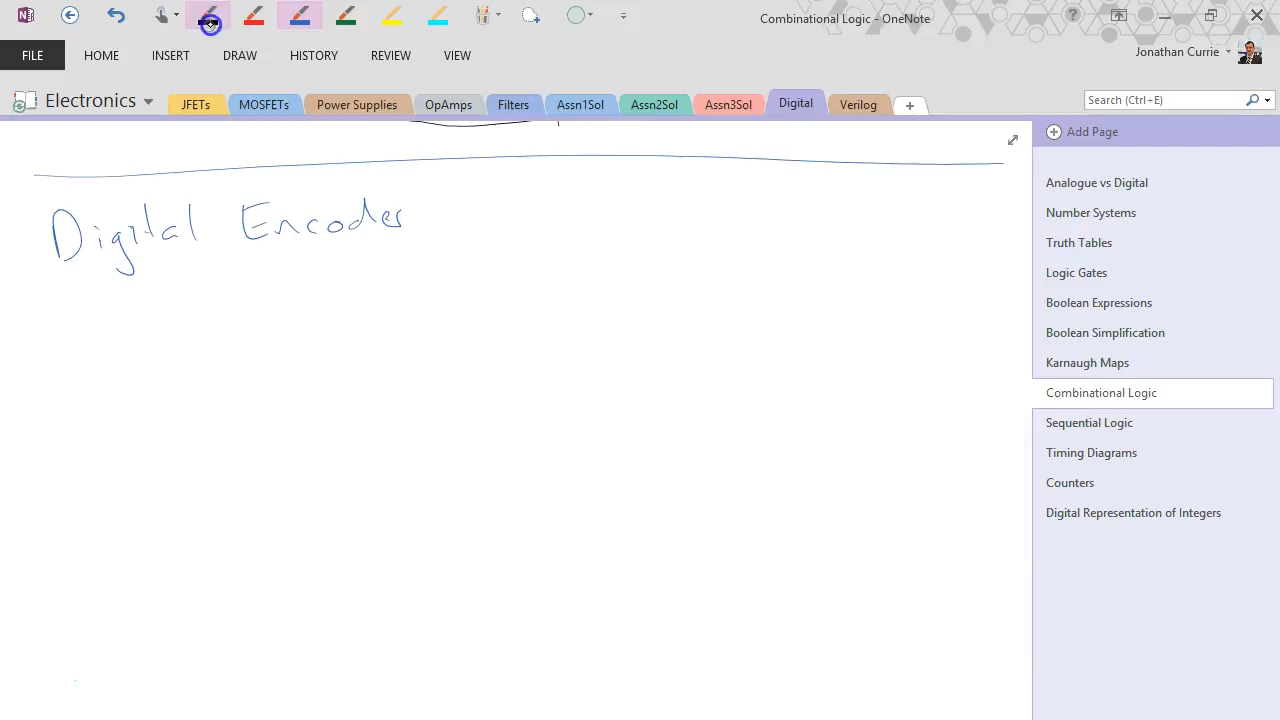 Combinational Logic - OneNote
?
FILE
HOME
INSERT
DRAW
HISTORY
REVIEW
VIEW
Jonathan Currie
Electronics
JFETs
MOSFETs
Power Supplies
OpAmps
Filters
Assn1Sol
Assn2Sol
Assn3Sol
Digital
Verilog
Search (Ctrl+E)
Add Page
Digital Encoder
Analogue vs Digital
Number Systems
Truth Tables
Logic Gates
Boolean Expressions
Boolean Simplification
Karnaugh Maps
Combinational Logic
Sequential Logic
Timing Diagrams
Counters
Digital Representation of Integers